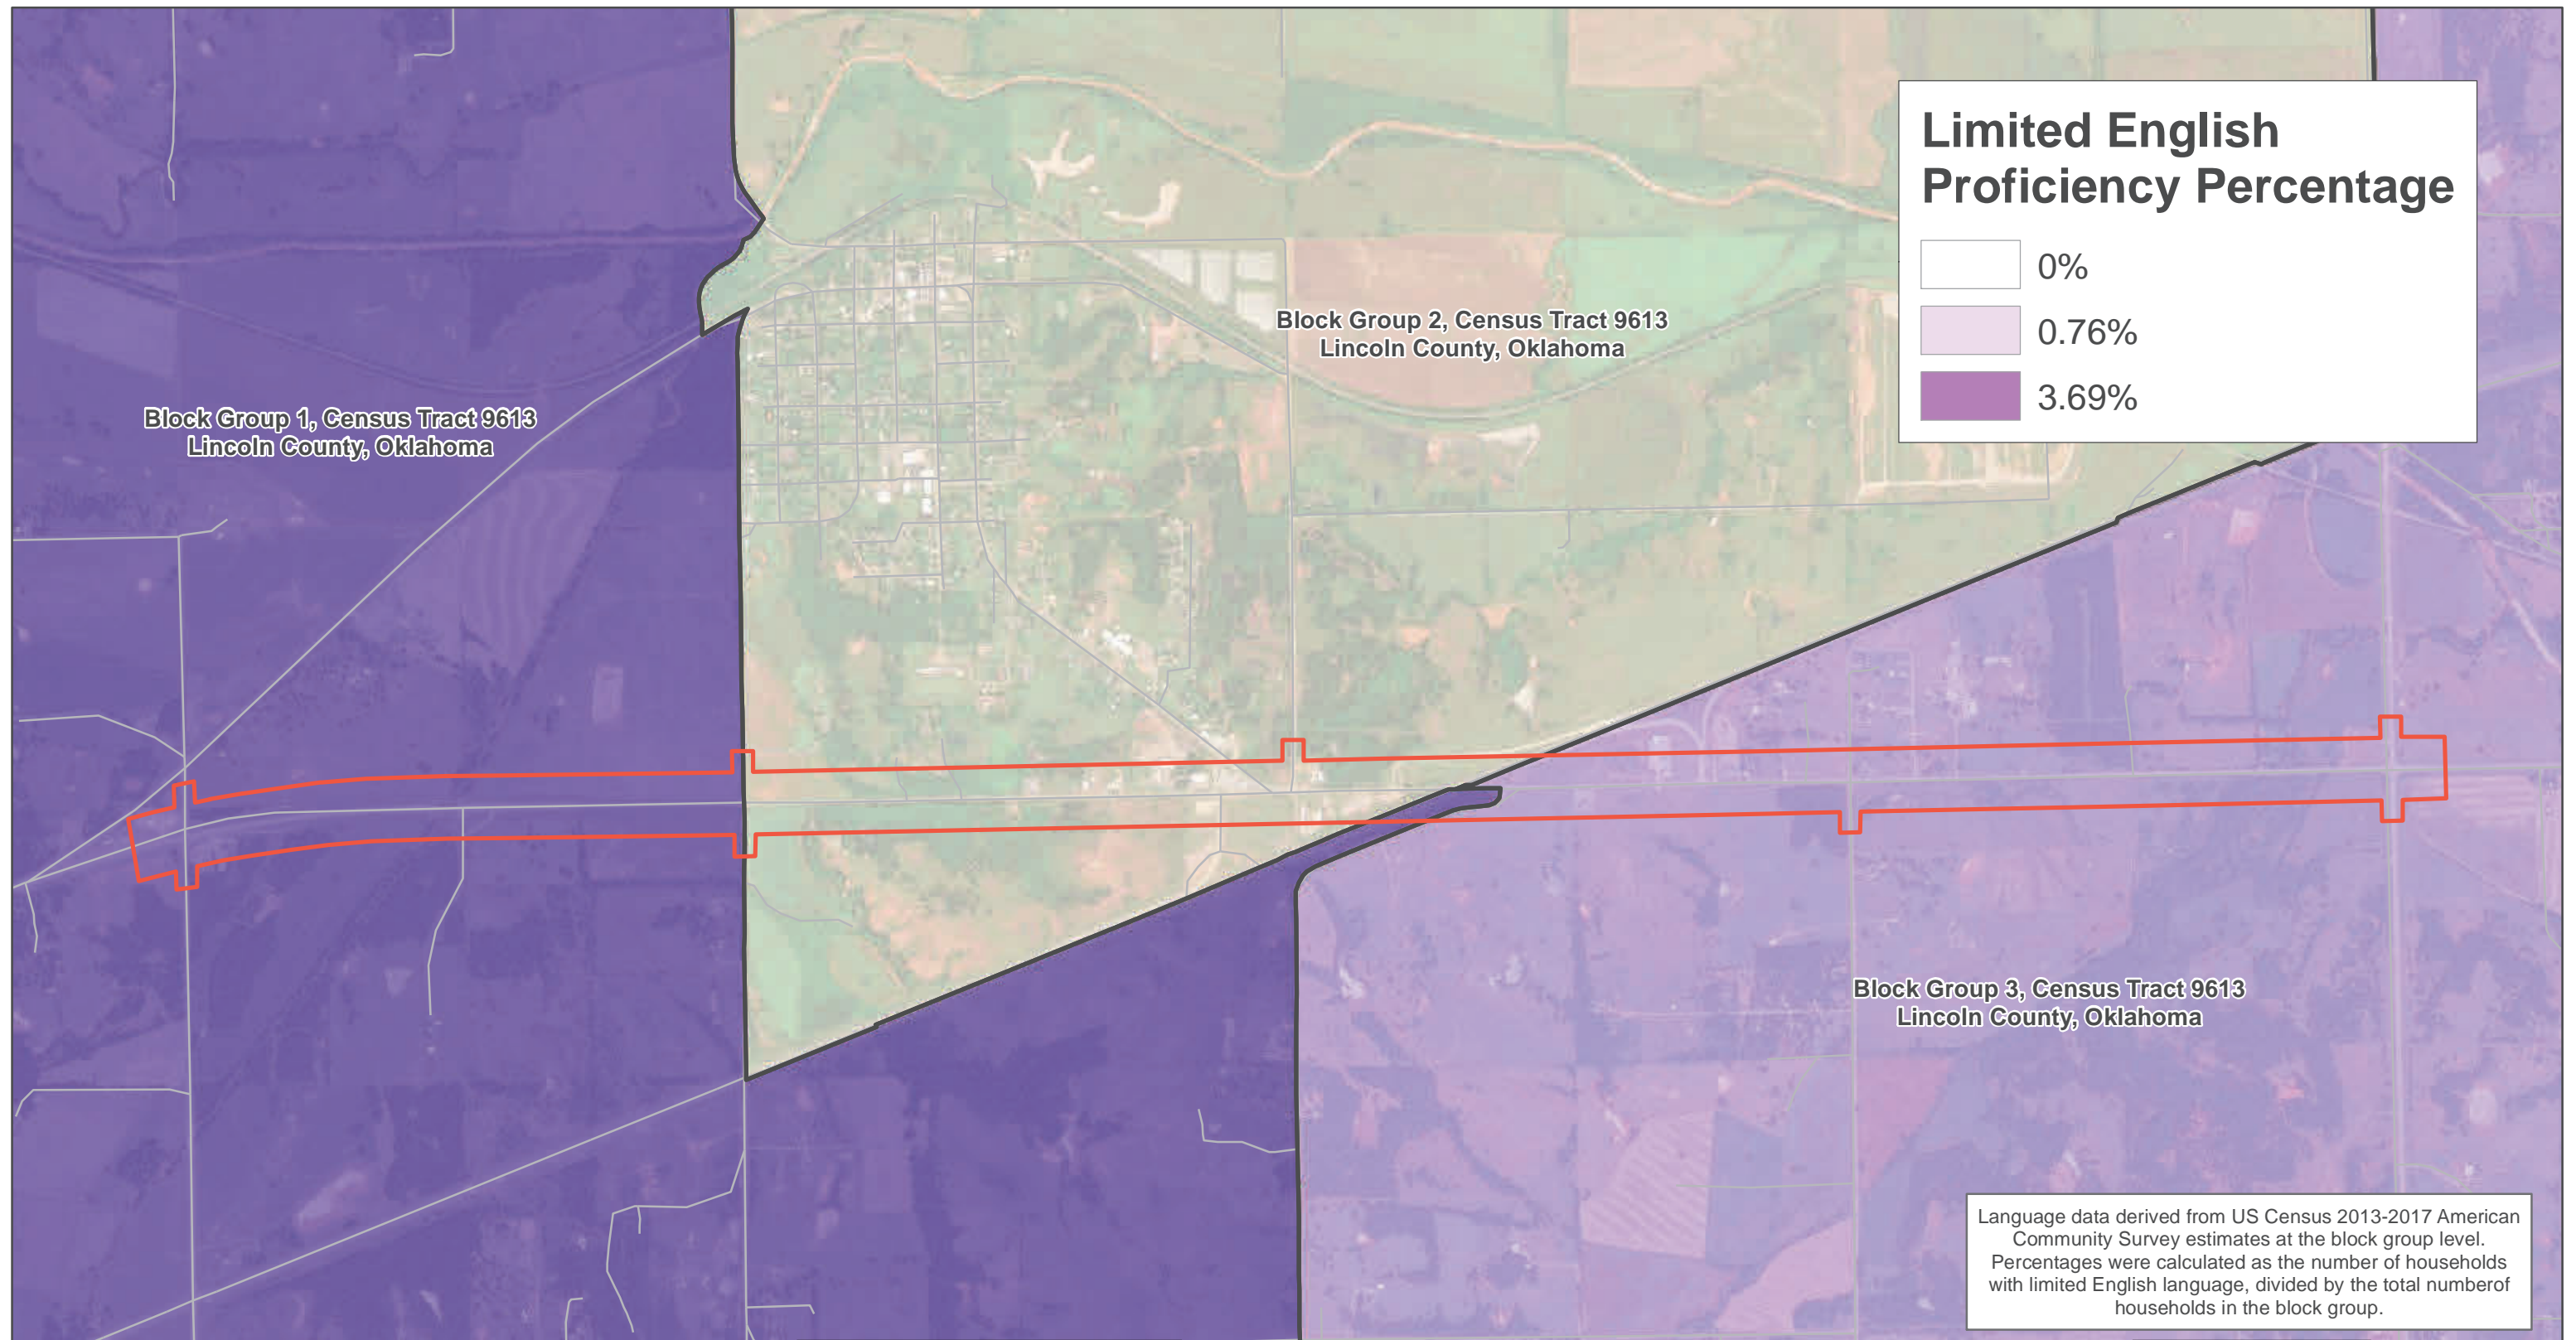 Limited English
Proficiency Percentage
0%
0.76%
3.69%
Block Group 2, Census Tract 9613
Lincoln County, Oklahoma
Block Group 1, Census Tract 9613
Lincoln County, Oklahoma
Block Group 3, Census Tract 9613
Lincoln County, Oklahoma
Language data derived from US Census 2013-2017 American
Community Survey estimates at the block group level.
Percentages were calculated as the number of households
with limited English language, divided by the total numberof
households in the block group.